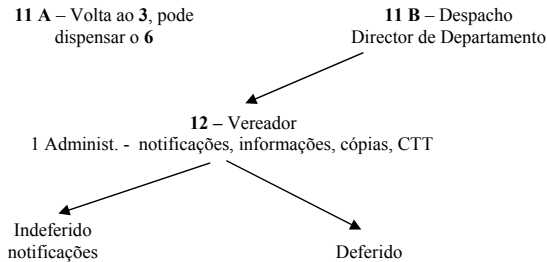 11 A – Volta ao 3, pode
dispensar o 6
11 B – Despacho
Director de Departamento
12 – Vereador
1 Administ. -  notificações, informações, cópias, CTT
Indeferido
notificações
Deferido